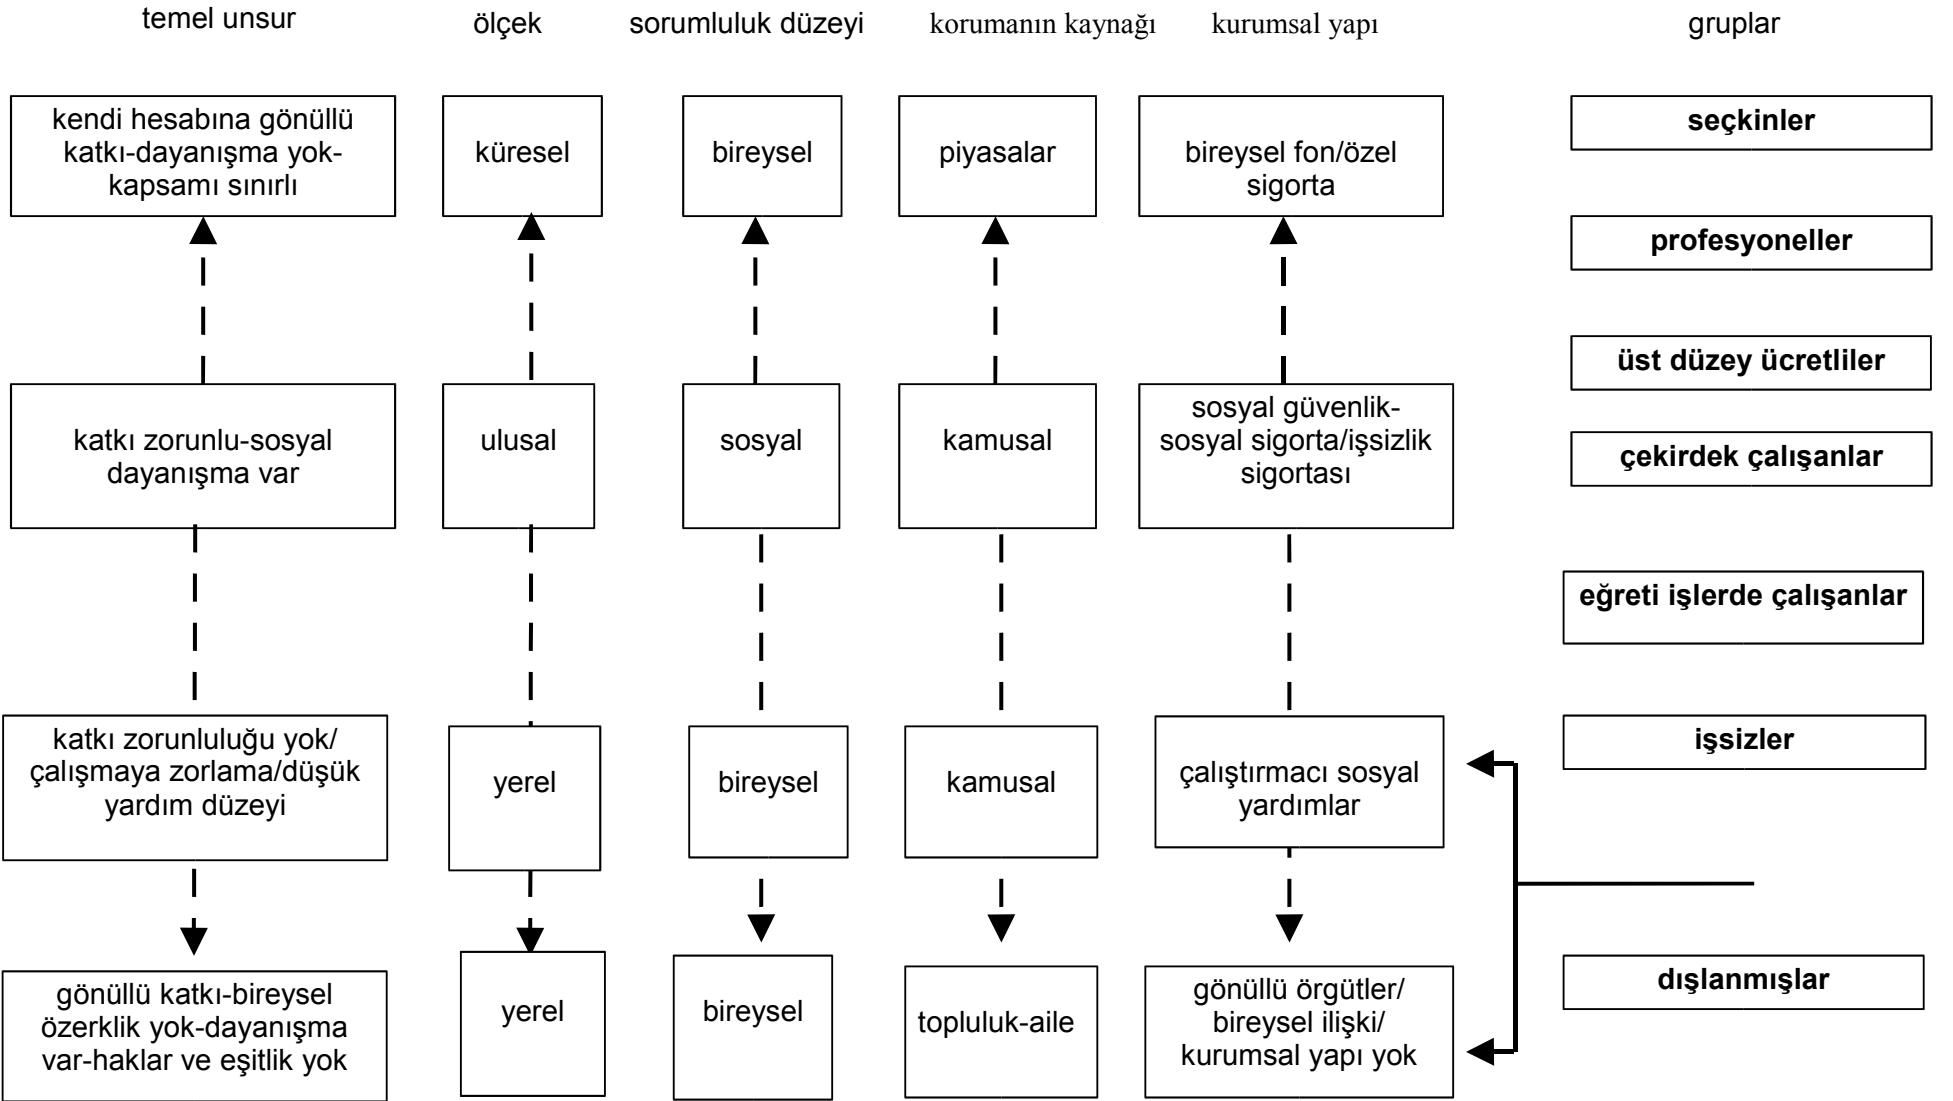 temel unsur
ölçek
sorumluluk düzeyi
korumanın kaynağı
kurumsal yapı
gruplar
kendi hesabına gönüllü
katkı-dayanışma yok-
kapsamı sınırlı
küresel
bireysel
piyasalar
bireysel fon/özel
sigorta
seçkinler
profesyoneller
üst düzey ücretliler
katkı zorunlu-sosyal
dayanışma var
ulusal
sosyal
kamusal
sosyal güvenlik-
sosyal sigorta/işsizlik
sigortası
çekirdek çalışanlar
eğreti işlerde çalışanlar
katkı zorunluluğu yok/
çalışmaya zorlama/düşük
yardım düzeyi
yerel
bireysel
kamusal
çalıştırmacı sosyal
yardımlar
işsizler
gönüllü katkı-bireysel
özerklik yok-dayanışma
var-haklar ve eşitlik yok
yerel
bireysel
topluluk-aile
gönüllü örgütler/
bireysel ilişki/
kurumsal yapı yok
dışlanmışlar